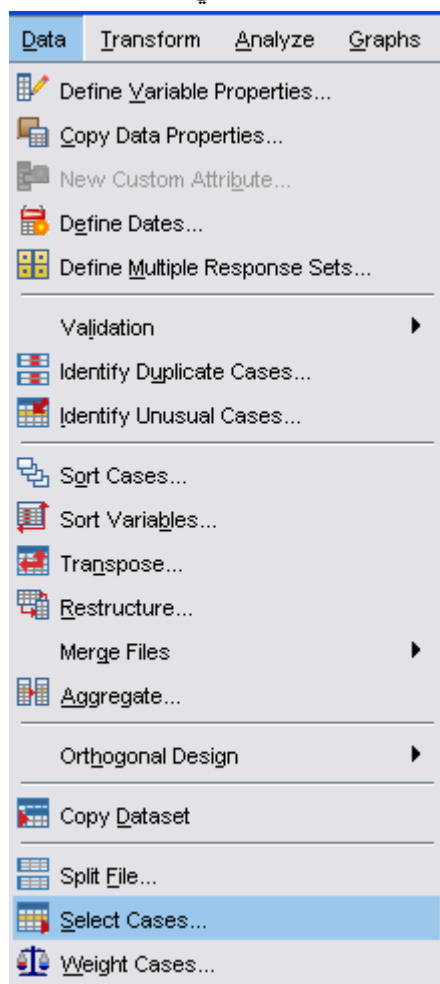 Data Transform Analyze Graphs
Define Variable Properties...
Copy Data Properties...
New Custom Attribute...
Define Dates...
Define Multiple Response Sets...
Validation
Identify Duplicate Cases...
Identify Unusual Cases...
Sort Cases...
Sort Variables...
Transpose...
Restructure...
Merge Files
Aggregate...
Orthogonal Design
Copy Dataset
Split File...
Select Cases...
Weight Cases...